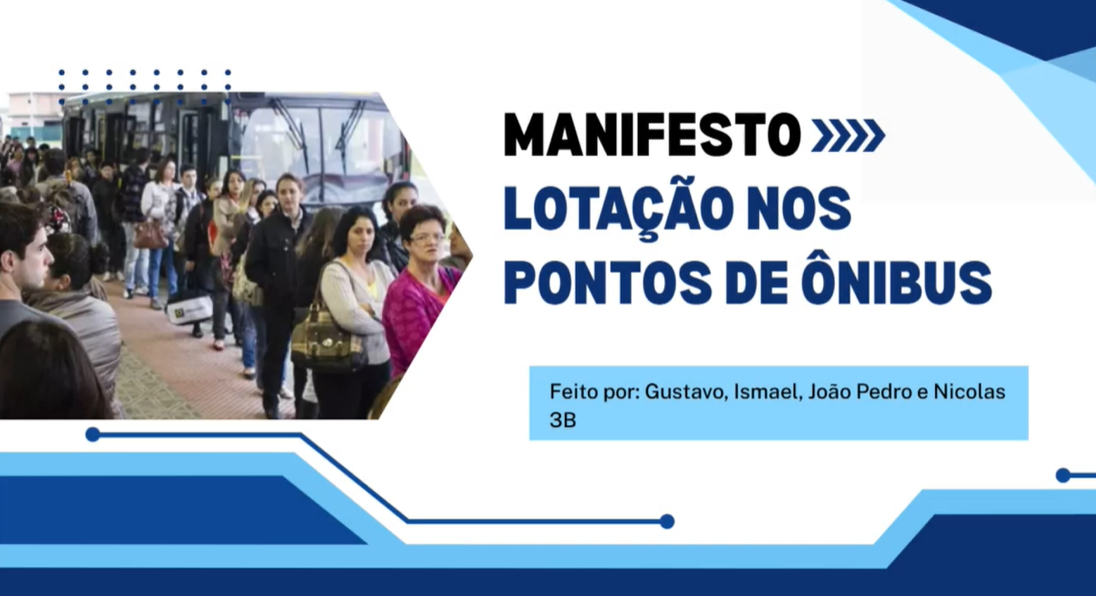 MANIFESTO
LOTAÇÃO NOS
PONTOS DE ÔNIBUS
Feito por: Gustavo, Ismael, João Pedro e Nicolas
3B